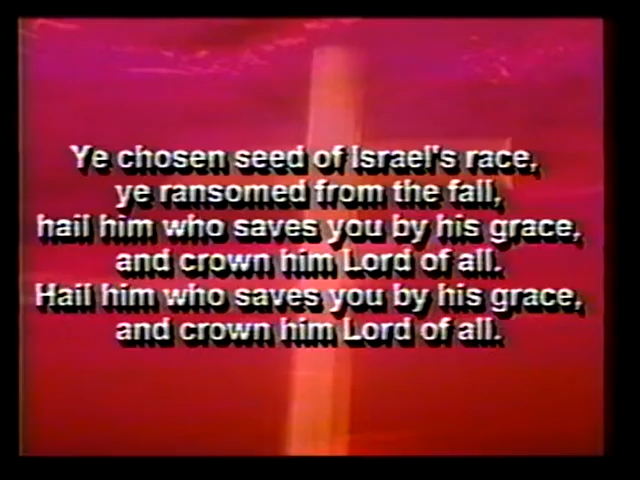 Ye chosen seed of Israel's race,
ye ransomed from the fall,
hail him who saves you by his grace,
and crown him Lord of all.
Hail him who saves you by his grace,
and crown him Lord of all.